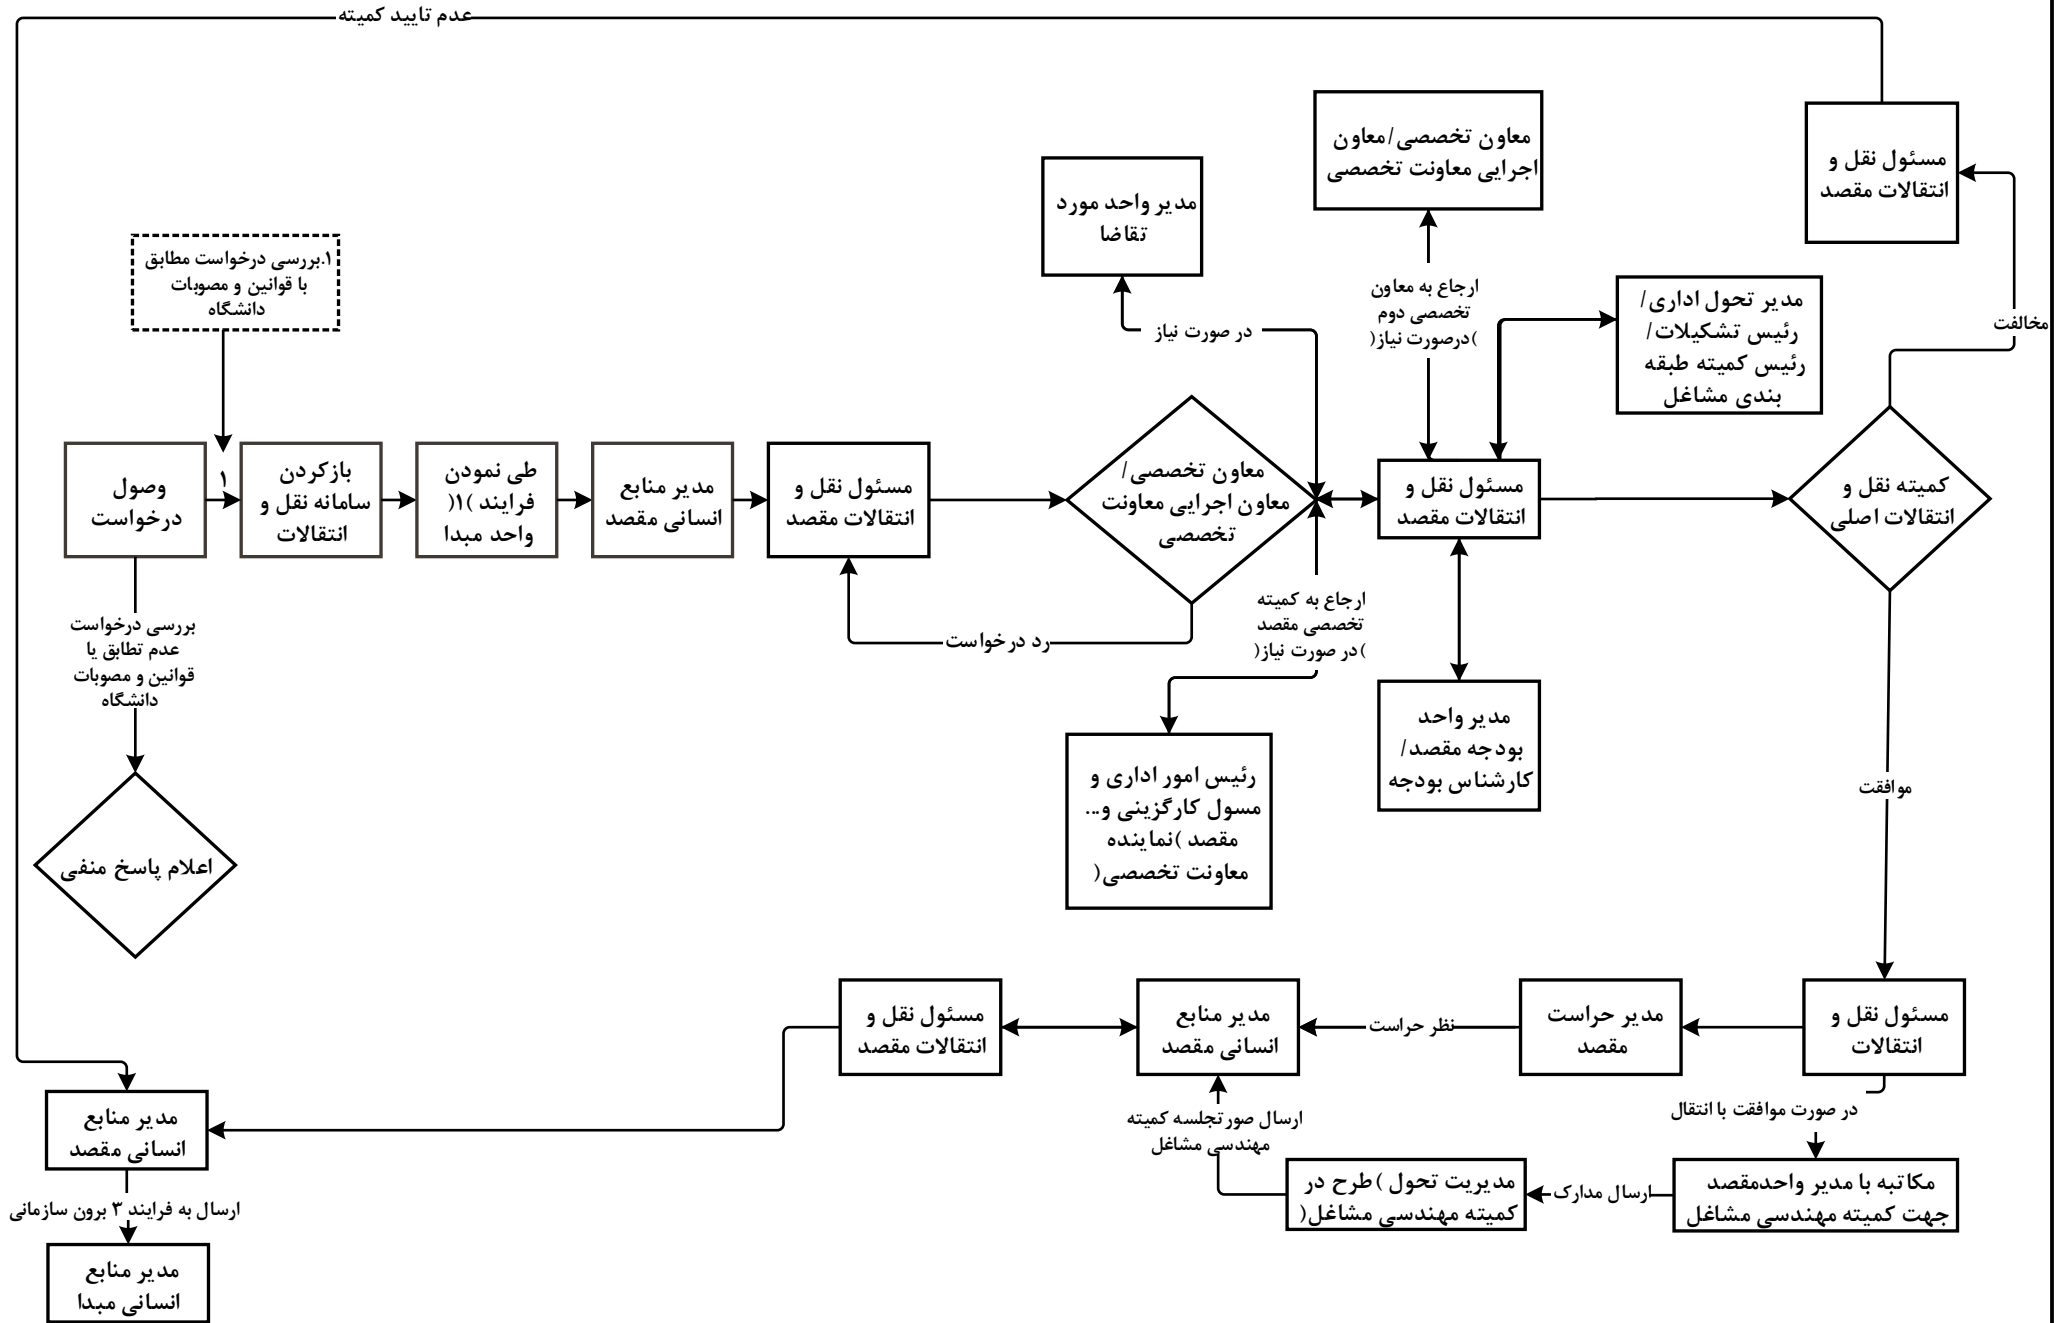 عدم تایید کمیته
معاون تخصصی/معاون
اجرایی معاونت تخصصی
مسئول نقل و
انتقالات مقصد
مدیر واحد مورد
تقاضا
۱.بررسی درخواست مطابق
با قوانین و مصوبات
دانشگاه
ارجاع به معاون
تخصصی دوم
)درصورت نیاز(
مدیر تحول اداری/
رئیس تشکیلات/
رئیس کمیته طبقه
بندی مشاغل
مخالفت
در صورت نیاز
۱
وصول
درخواست
بازکردن
سامانه نقل و
انتقالات
طی نمودن
فرایند )۱(
واحد مبدا
مدیر منابع
انسانی مقصد
مسئول نقل و
انتقالات مقصد
معاون تخصصی/
معاون اجرایی معاونت
تخصصی
مسئول نقل و
انتقالات مقصد
کمیته نقل و
انتقالات اصلی
بررسی درخواست
عدم تطابق یا
قوانین و مصوبات
دانشگاه
رد درخواست
ارجاع به کمیته
تخصصی مقصد
)در صورت نیاز(
مدیر واحد
بودجه مقصد/
کارشناس بودجه
رئیس امور اداری و
مسول کارگزینی و...
مقصد )نماینده
معاونت تخصصی(
موافقت
اعلام پاسخ منفی
مسئول نقل و
انتقالات
مدیر حراست
مقصد
نظر حراست
مدیر منابع
انسانی مقصد
مسئول نقل و
انتقالات مقصد
در صورت موافقت با انتقال
ارسال صورتجلسه کمیته
مهندسی مشاغل
مکاتبه با مدیر واحدمقصد
جهت کمیته مهندسی مشاغل
ارسال مدارک
مدیریت تحول )طرح در
کمیته مهندسی مشاغل(
مدیر منابع
انسانی مقصد
ارسال به فرایند ۳ برون سازمانی
مدیر منابع
انسانی مبدا